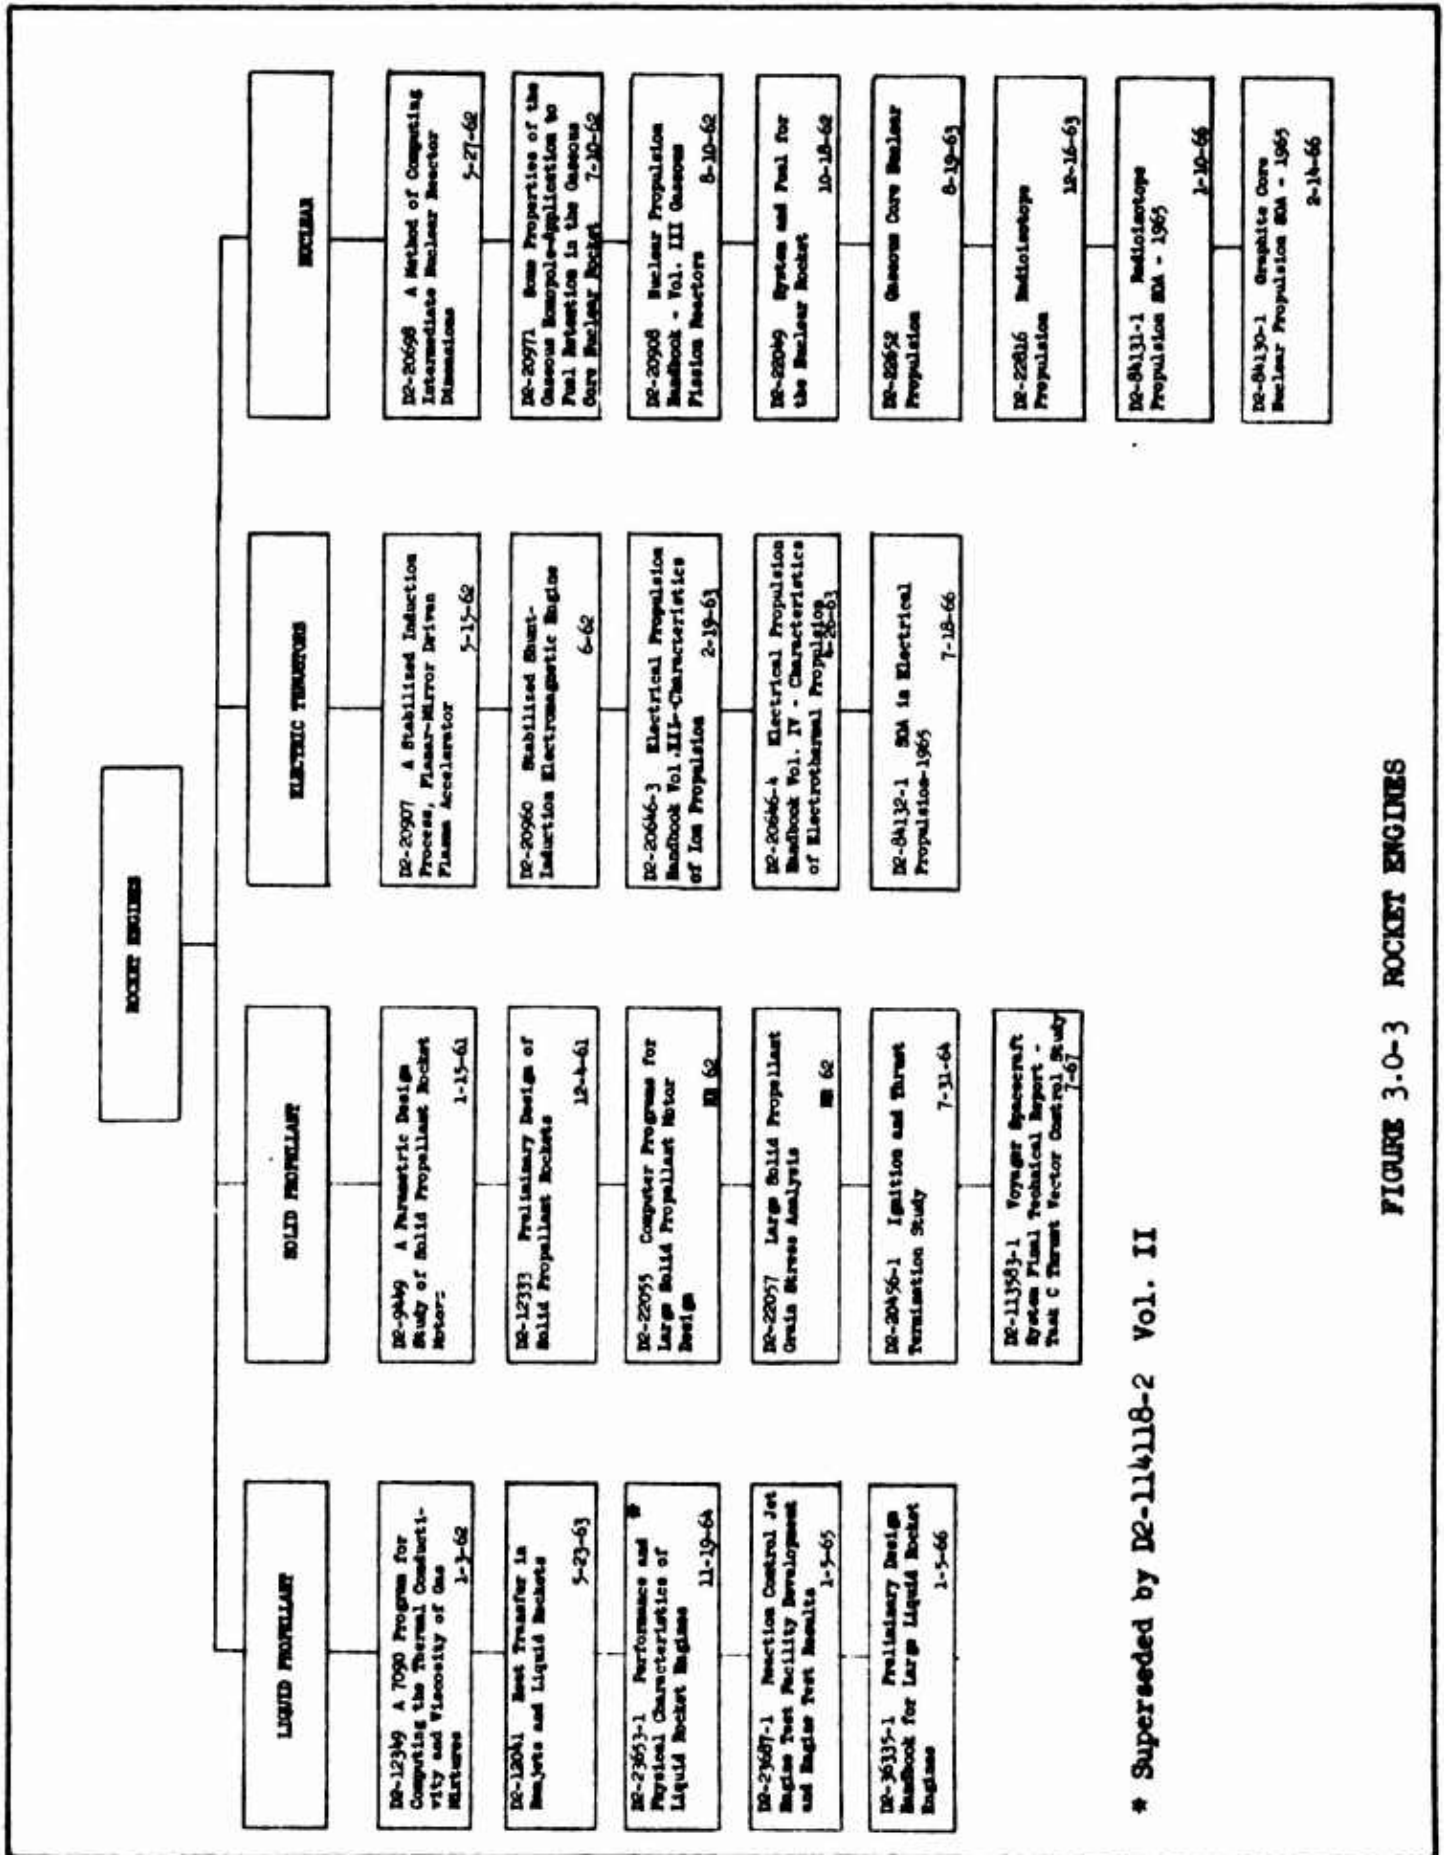 ROCKET ENGINES
LIQUID PROPELLANT
D2-12349 A 7090 Program for
Computing the Thermal Conducti-
vity and Viscosity of Gas
Mixtures
1-3-62
D2-12041 Heat Transfer in
Ramjets and Liquid Rockets
5-23-63
D2-23653-1 Performance and #
Physical Characteristics of
Liquid Rocket Engines
11-19-64
D2-23687-1 Reaction Control Jet
Engine Test Facility Development
and Engine Test Results
1-5-65
D2-36335-1 Preliminary Design
Handbook for Large Liquid Rocket
Engines
1-5-66
SOLID PROPELLANT
D2-9449 A Parametric Design
Study of Solid Propellant Rocket
Motors
1-15-61
D2-12333 Preliminary Design of
Solid Propellant Rockets
12-4-61
D2-22055 Computer Programs for
Large Solid Propellant Motor
Design
62
D2-22057 Large Solid Propellant
Grain Stress Analysis
62
D2-20456-1 Ignition and Thrust
Termination Study
7-31-64
D2-113583-1 Voyager Spacecraft
System Final Technical Report -
Task C Thrust Vector Control Study
7-67
ELECTRIC THRUSTORS
D2-20907 A Stabilized Induction
Process, Planar-Mirror Driven
Plasma Accelerator
5-15-62
D2-20960 Stabilized Shunt-
Induction Electromagnetic Engine
6-62
D2-20646-3 Electrical Propulsion
Handbook Vol.III--Characteristics
of Ion Propulsion
2-19-63
D2-20646-4 Electrical Propulsion
Handbook Vol. IV - Characteristics
of Electrothermal Propulsion
4-26-63
D2-84132-1 SOA in Electrical
Propulsion-1965
7-18-66
NUCLEAR
D2-20698 A Method of Computing
Intermediate Nuclear Reactor
Dimensions
5-27-62
D2-20971 Some Properties of the
Gaseous Homopole-Application to
Fuel Retention in the Gaseous
Core Nuclear Rocket 7-10-62
D2-20908 Nuclear Propulsion
Handbook - Vol. III Gaseous
Fission Reactors
8-10-62
D2-22049 System and Fuel for
the Nuclear Rocket
10-18-62
D2-22652 Gaseous Core Nuclear
Propulsion
8-19-63
D2-22816 Radioisotope
Propulsion
12-16-63
D2-84131-1 Radioisotope
Propulsion SOA - 1965
1-10-66
D2-84130-1 Graphite Core
Nuclear Propulsion SOA - 1965
2-14-66
# Superseded by D2-114118-2 Vol. II
FIGURE 3.0-3 ROCKET ENGINES